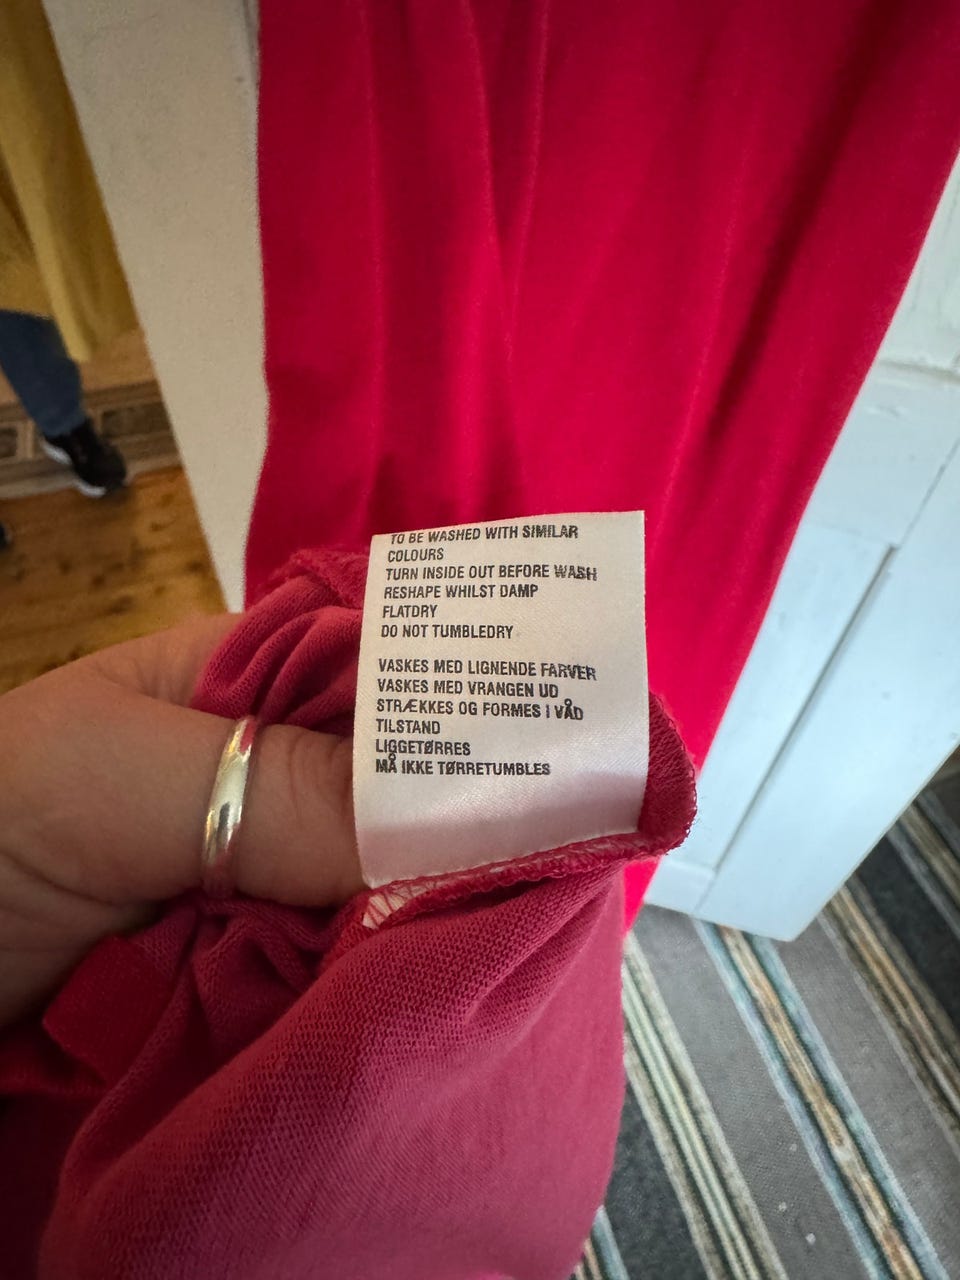 TO BE WASHED WITH SIMILAR
COLOURS
TURN INSIDE OUT BEFORE WASH
RESHAPE WHILST DAMP
FLATDRY
DO NOT TUMBLEDRY
VASKES MED LIGNENDE FARVER
VASKES MED VRANGEN UD
STRÆKKES OG FORMES I VÅD
TILSTAND
LIGGETØRRES
MÅ IKKE TØRRETUMBLES